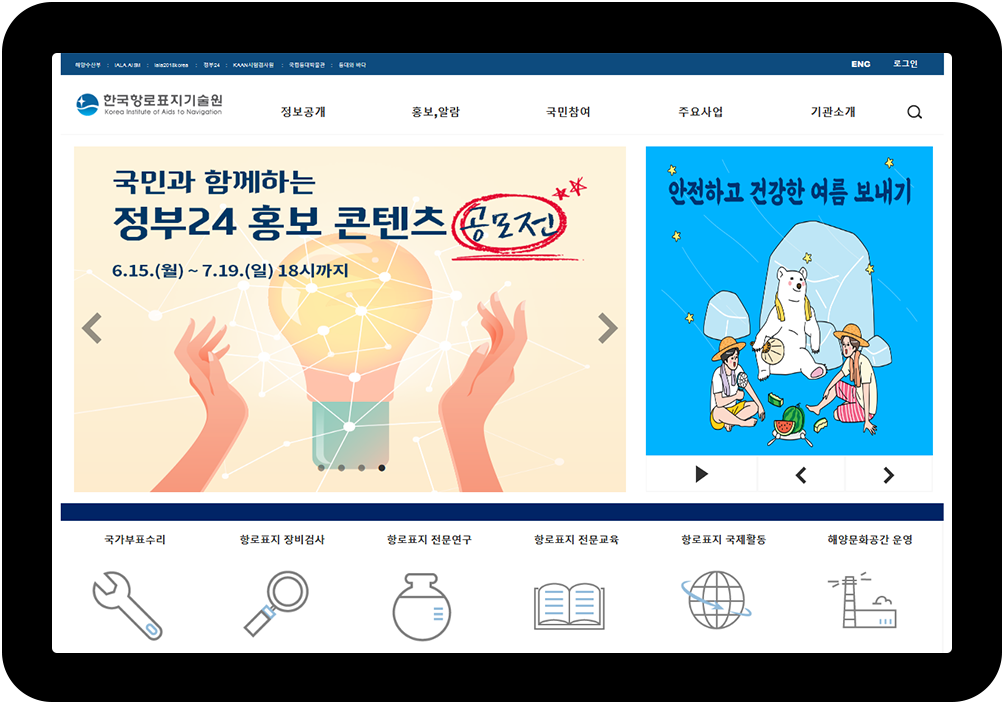 해양수산부 : IALA.AISM : iala2018korea : 정부24 : KAAN시험검사원 : 국립등대박물관 : 등대와 바다
ENG 로그인
한국항로표지기술원
Korea Institute of Aids to Navigation
정보공개 홍보,알람 국민참여 주요사업 기관소개
국민과 함께하는
정부24 홍보 콘텐츠 공모전
6.15.(월) ~ 7.19.(일) 18시까지
안전하고 건강한 여름 보내기
국가부표수리 항로표지 장비검사 항로표지 전문연구 항로표지 전문교육 항로표지 국제활동 해양문화공간 운영